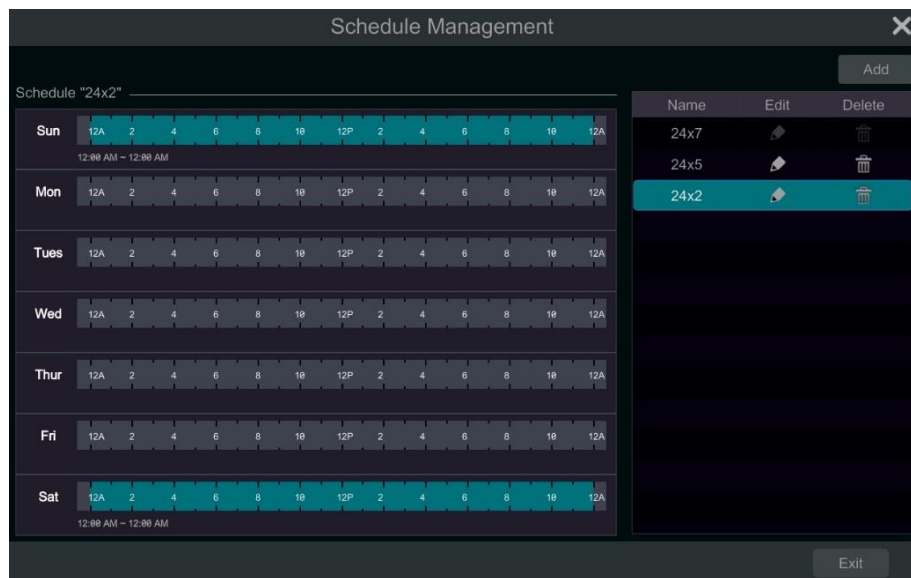 Schedule Management
Add
Schedule "24x2"
Name Edit Delete
Sun 12A 2 4 6 8 10 12P 2 4 6 8 10 12A
12:00 AM ~ 12:00 AM
24x7
24x5
Mon 12A 2 4 6 8 10 12P 2 4 6 8 10 12A
24x2
Tues 12A 2 4 6 8 10 12P 2 4 6 8 10 12A
Wed 12A 2 4 6 8 10 12P 2 4 6 8 10 12A
Thur 12A 2 4 6 8 10 12P 2 4 6 8 10 12A
Fri 12A 2 4 6 8 10 12P 2 4 6 8 10 12A
Sat 12A 2 4 6 8 10 12P 2 4 6 8 10 12A
12:00 AM ~ 12:00 AM
Exit